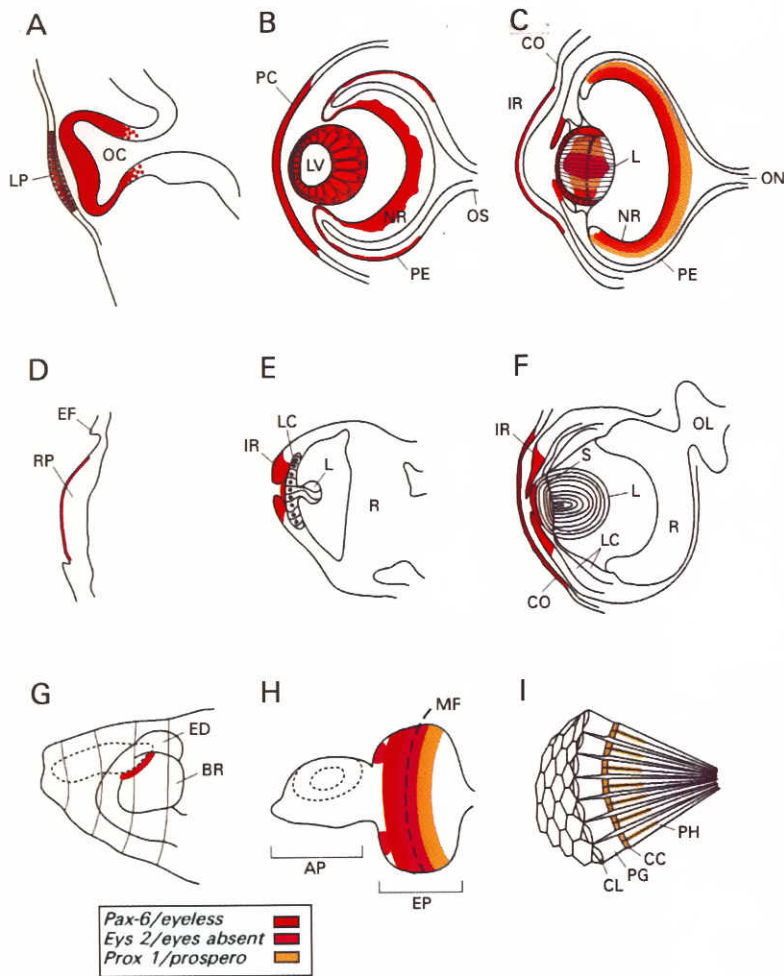 A
LP
OC
B
PC
LV
NR
OS
PE
C
CO
IR
L
ON
NR
PE
D
EF
RP
E
LC
IR
L
R
F
OL
IR
S
L
LC
R
CO
G
ED
BR
H
MF
AP
EP
I
PH
CC
PG
CL
Pax-6/eyeless
Eys 2/eyes absent
Prox 1/prospero